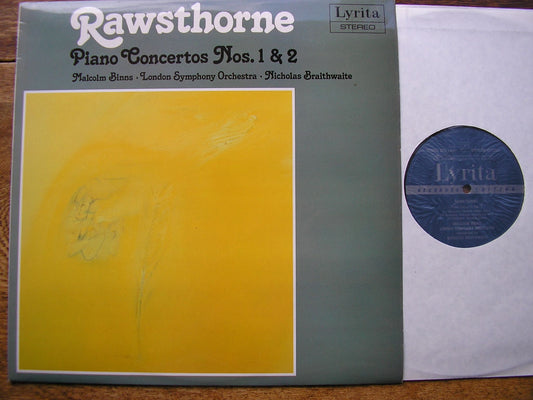 Rawsthorne
Lyrita
STEREO
Piano Concertos Nos. 1 & 2
Malcolm Binns · London Symphony Orchestra · Nicholas Braithwaite
Lyrita